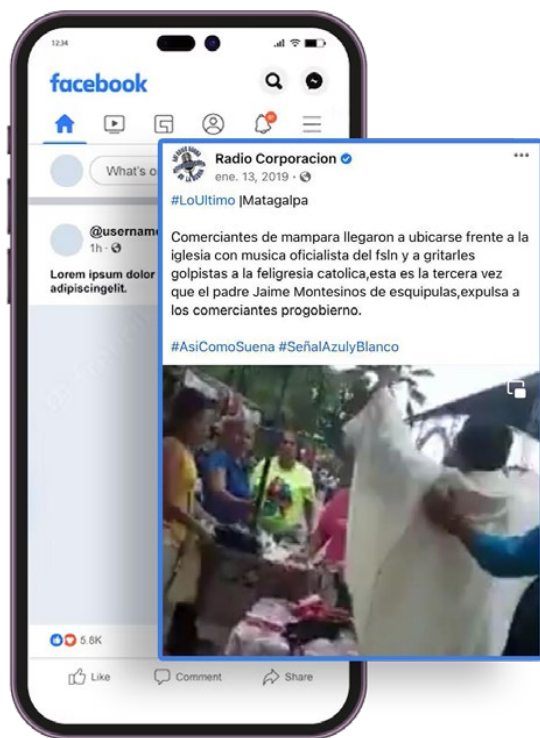 1234
facebook
What's o
@username
1h ·
Lorem ipsum dolor
adipiscingelit.
Radio Corporacion
ene. 13, 2019 ·
#LoUltimo |Matagalpa
Comerciantes de mampara llegaron a ubicarse frente a la
iglesia con musica oficialista del fsln y a gritarles
golpistas a la feligresia catolica,esta es la tercera vez
que el padre Jaime Montesinos de esquipulas,expulsa a
los comerciantes progobierno.
#AsiComoSuena #SeñalAzulyBlanco
5.8K
Like
Comment
Share